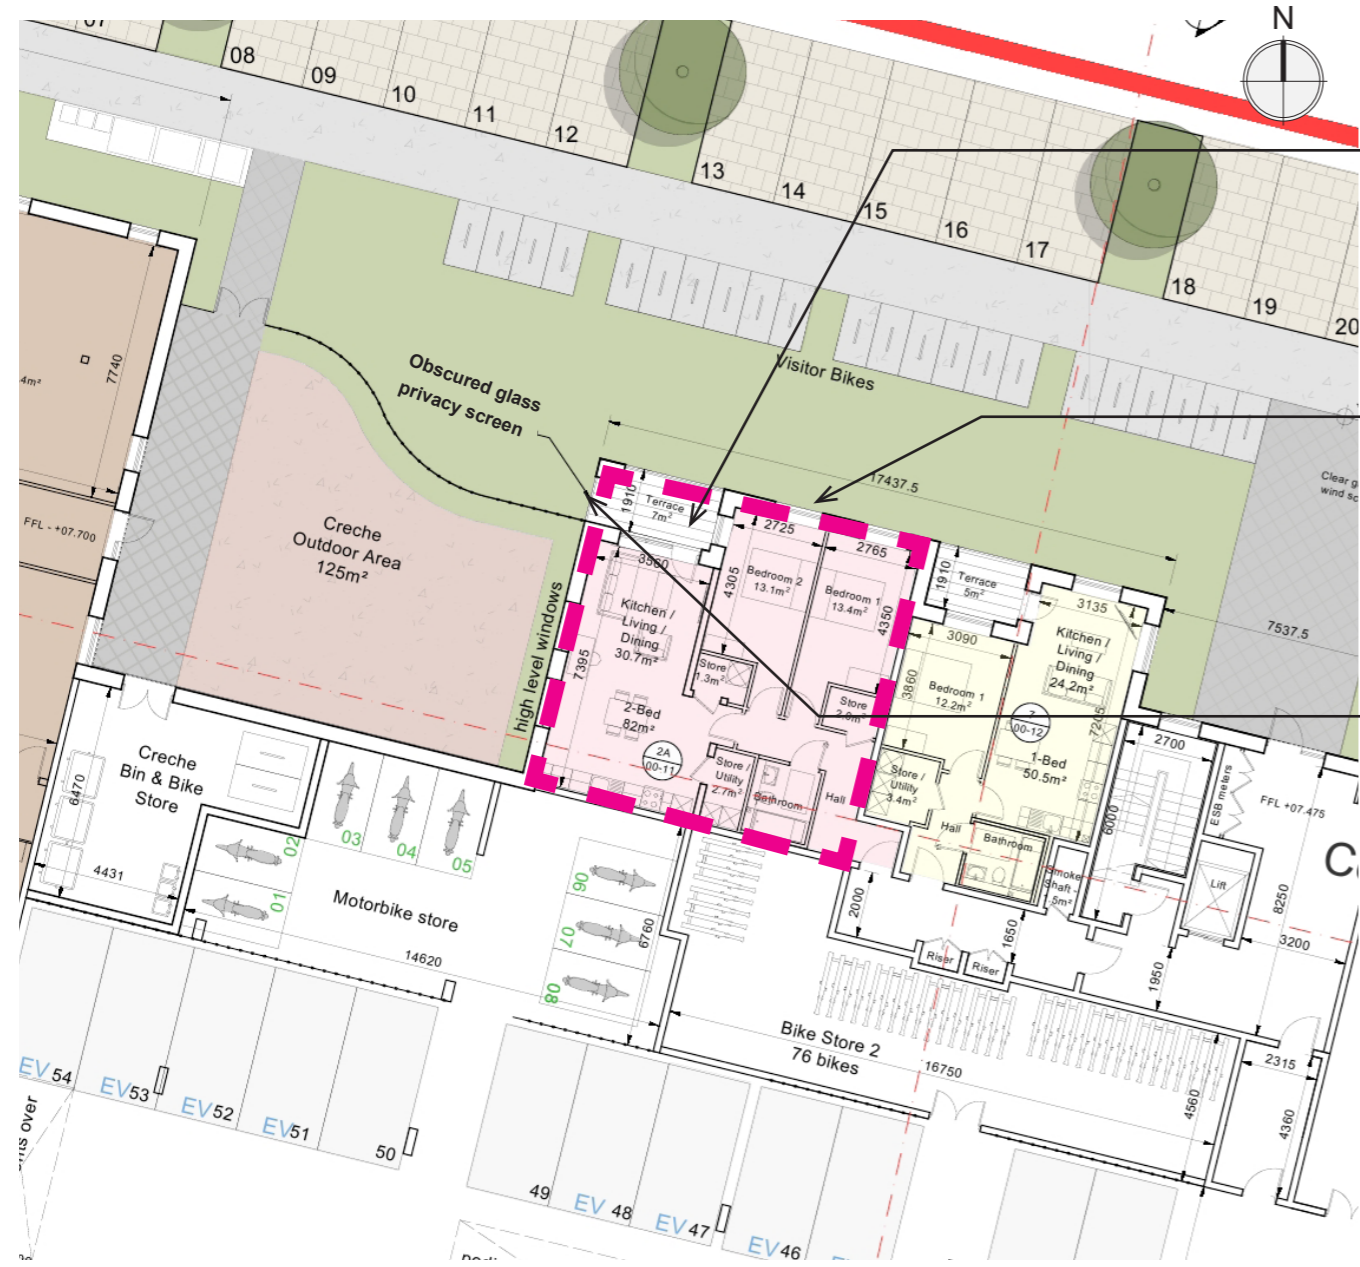 N
07
08
09
10
11
12
13
14
15
16
17
18
19
20
Visitor Bikes
Obscured glass
privacy screen
17437.5
7537.5
7740
FFL - +07.700
Creche
Outdoor Area
125m²
high level windows
1910
Terrace
7m²
2725
2765
3560
4305
4350
Bedroom 2
13.1m²
Bedroom 1
13.4m²
Kitchen /
Living /
Dining
30.7m²
7395
Store
1.3m²
Store
2-Bed
82m²
2A
00-11
Store /
Utility
2.7m²
Bathroom
Hall
1910
Terrace
5m²
3135
3090
3860
Kitchen /
Living /
Dining
24.2m²
Bedroom 1
12.2m²
7205
00-12
1-Bed
50.5m²
Store /
Utility
3.4m²
Hall
Bathroom
Smoke
Shaft -
5m²
2700
6000
ESB meters
FFL +07.475
Lift
8250
3200
2000
1650
1950
Riser
Riser
Creche
Bin & Bike
Store
6470
4431
01
02
03
04
05
06
07
08
Motorbike store
14620
6760
Bike Store 2
76 bikes
16750
4560
2315
4360
EV 54
EV 53
EV 52
EV 51
50
49
EV 48
EV 47
EV 46
over